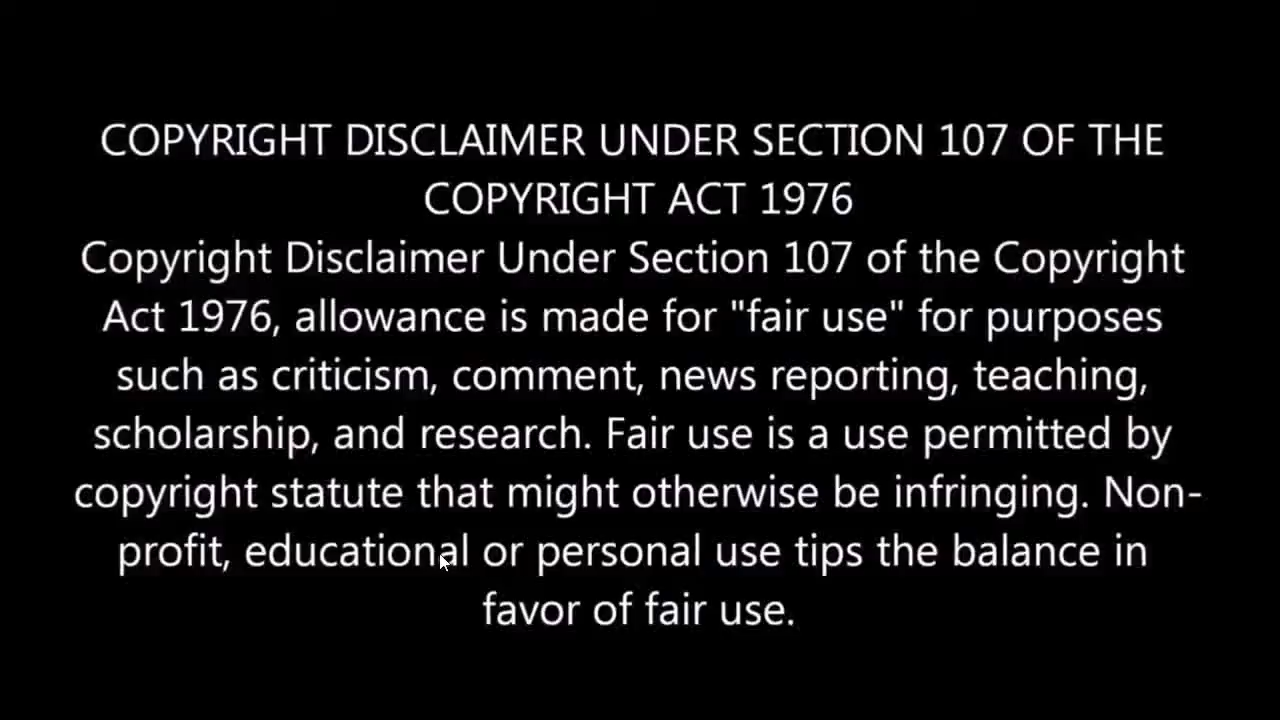 COPYRIGHT DISCLAIMER UNDER SECTION 107 OF THE
COPYRIGHT ACT 1976
Copyright Disclaimer Under Section 107 of the Copyright
Act 1976, allowance is made for "fair use" for purposes
such as criticism, comment, news reporting, teaching,
scholarship, and research. Fair use is a use permitted by
copyright statute that might otherwise be infringing. Non-
profit, educational or personal use tips the balance in
favor of fair use.